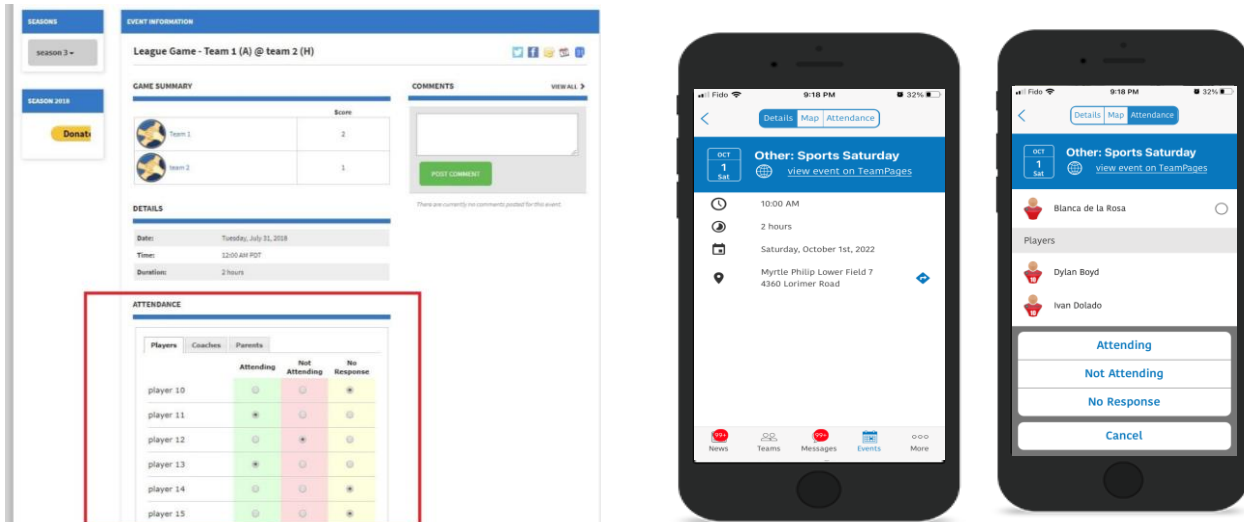 SEASONS
season 3
SEASON 2018
Donate
EVENT INFORMATION
League Game - Team 1 (A) @ team 2 (H)
GAME SUMMARY
Score
Team 1 2
team 2 1
COMMENTS VIEW ALL
POST COMMENT
There are currently no comments posted for this event.
DETAILS
Date: Tuesday, July 31, 2018
Time: 12:00 AM PDT
Duration: 2 hours
ATTENDANCE
Players Coaches Parents
Attending Not Attending No Response
player 10
player 11
player 12
player 13
player 14
player 15
Fido 9:18 PM 32%
Details Map Attendance
OCT
1
Sat
Other: Sports Saturday
view event on TeamPages
10:00 AM
2 hours
Saturday, October 1st, 2022
Myrtle Philip Lower Field 7
4360 Lorimer Road
99+ 99+
News Teams Messages Events More
Fido 9:18 PM 32%
Details Map Attendance
OCT
1
Sat
Other: Sports Saturday
view event on TeamPages
Blanca de la Rosa
Players
10
Dylan Boyd
10
Ivan Dolado
Attending
Not Attending
No Response
Cancel